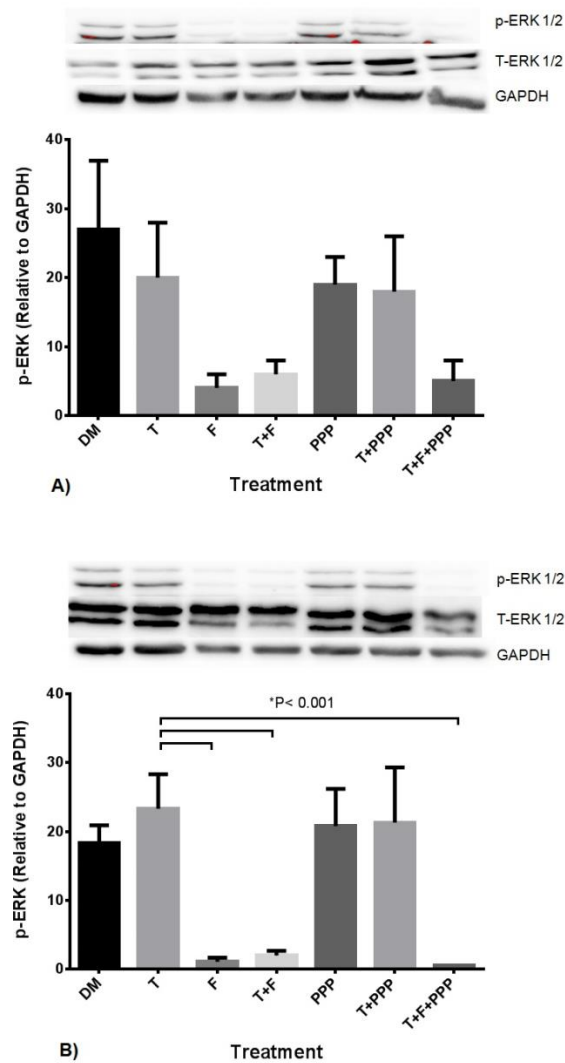 p-ERK 1/2
T-ERK 1/2
GAPDH
40
30
20
10
0
p-ERK (Relative to GAPDH)
DM T F T+F PPP T+PPP T+F+PPP
A) Treatment
p-ERK 1/2
T-ERK 1/2
GAPDH
*P< 0.001
40
30
20
10
0
p-ERK (Relative to GAPDH)
DM T F T+F PPP T+PPP T+F+PPP
B) Treatment